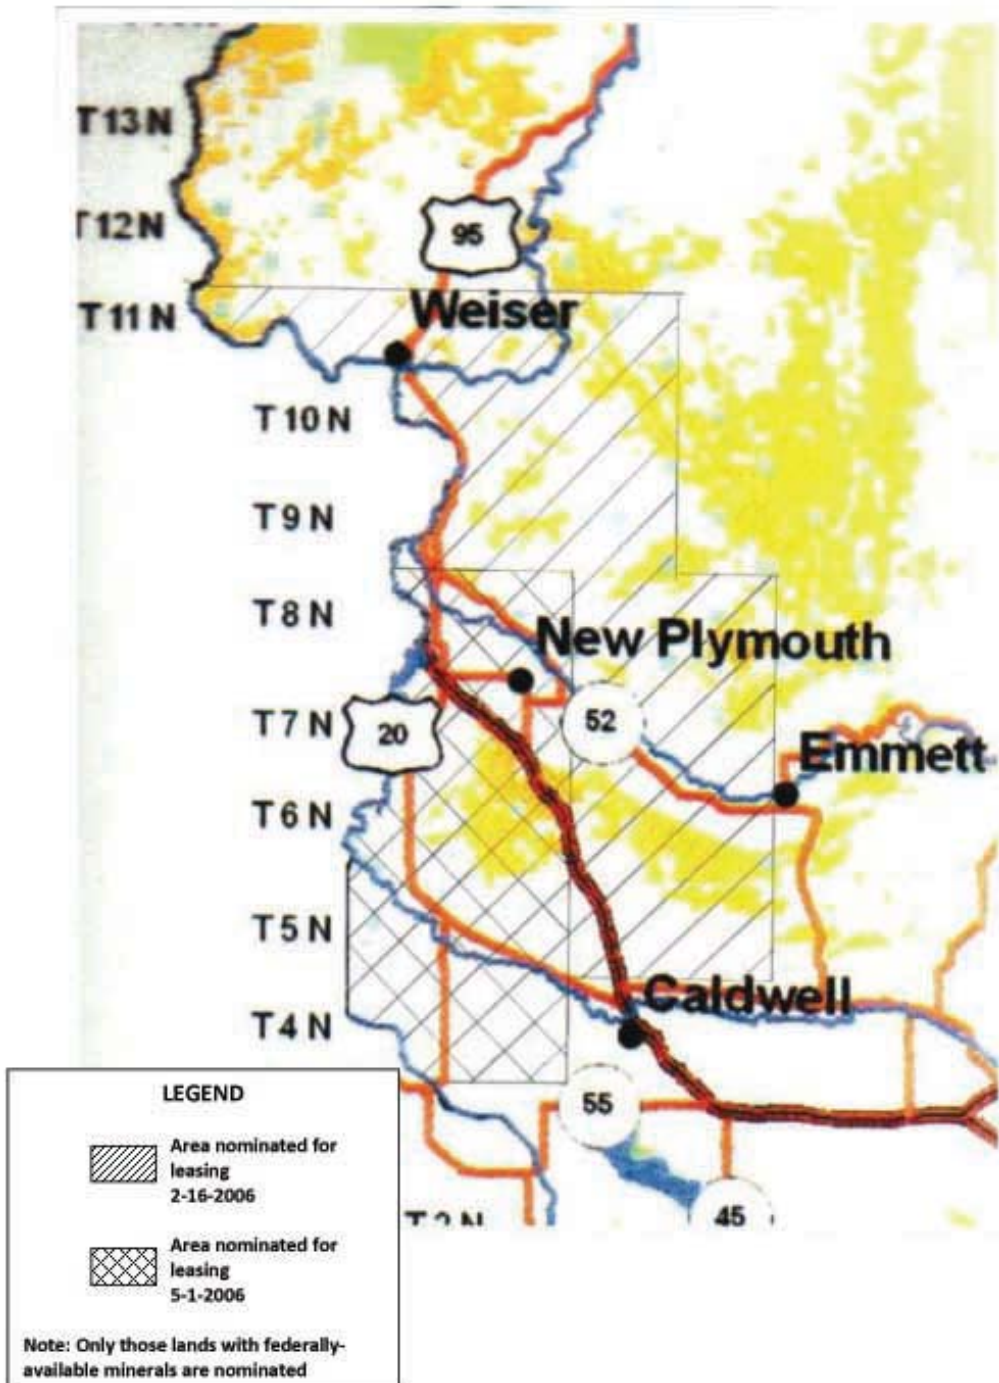 T13N
95
T12N
Weiser
T11N
T10N
T9N
T8N
New Plymouth
T7N
20
52
Emmett
T6N
T5N
Caldwell
T4N
55
45
LEGEND
Area nominated for
leasing
2-16-2006
Area nominated for
leasing
5-1-2006
Note: Only those lands with federally-
available minerals are nominated